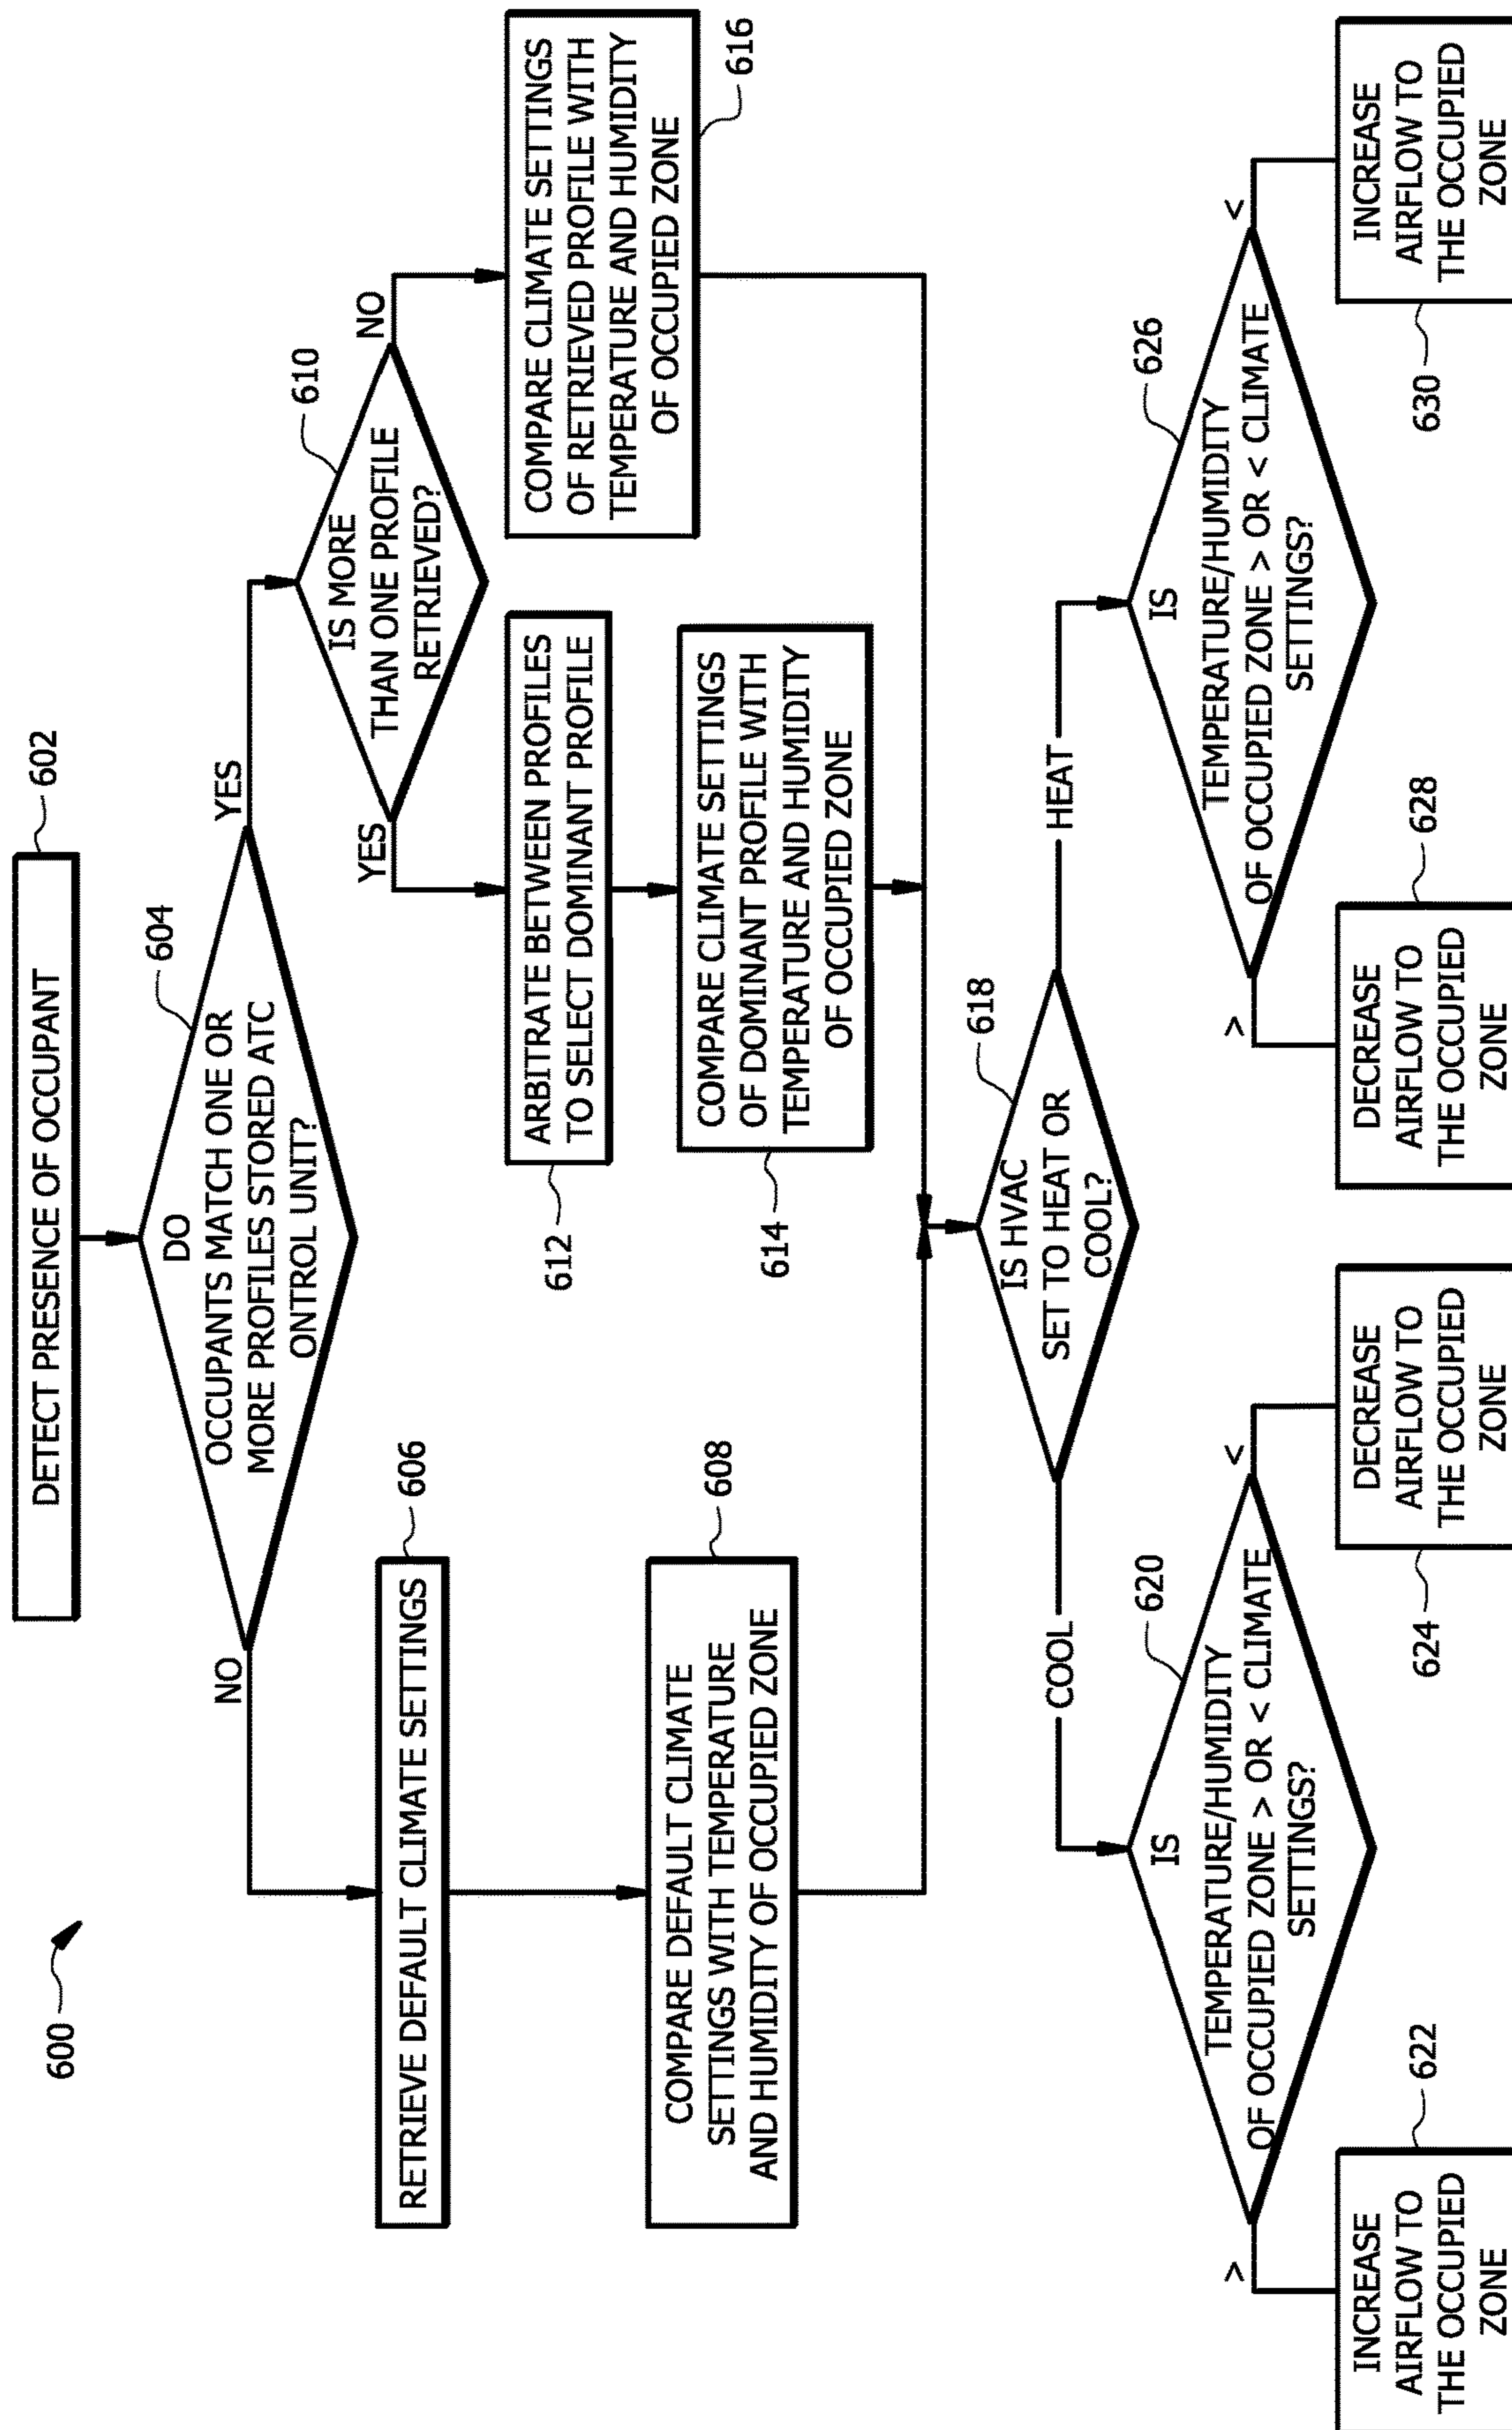 600
DETECT PRESENCE OF OCCUPANT
602
604
DO
OCCUPANTS MATCH ONE OR
MORE PROFILES STORED ATC
ONTROL UNIT?
NO
YES
RETRIEVE DEFAULT CLIMATE SETTINGS
606
COMPARE DEFAULT CLIMATE
SETTINGS WITH TEMPERATURE
AND HUMIDITY OF OCCUPIED ZONE
608
610
IS MORE
THAN ONE PROFILE
RETRIEVED?
YES
NO
ARBITRATE BETWEEN PROFILES
TO SELECT DOMINANT PROFILE
612
COMPARE CLIMATE SETTINGS
OF DOMINANT PROFILE WITH
TEMPERATURE AND HUMIDITY
OF OCCUPIED ZONE
614
COMPARE CLIMATE SETTINGS
OF RETRIEVED PROFILE WITH
TEMPERATURE AND HUMIDITY
OF OCCUPIED ZONE
616
618
IS HVAC
SET TO HEAT OR
COOL?
COOL
HEAT
620
IS
TEMPERATURE/HUMIDITY
OF OCCUPIED ZONE > OR < CLIMATE
SETTINGS?
>
<
INCREASE
AIRFLOW TO
THE OCCUPIED
ZONE
622
DECREASE
AIRFLOW TO
THE OCCUPIED
ZONE
624
626
IS
TEMPERATURE/HUMIDITY
OF OCCUPIED ZONE > OR < CLIMATE
SETTINGS?
>
<
DECREASE
AIRFLOW TO
THE OCCUPIED
ZONE
628
INCREASE
AIRFLOW TO
THE OCCUPIED
ZONE
630